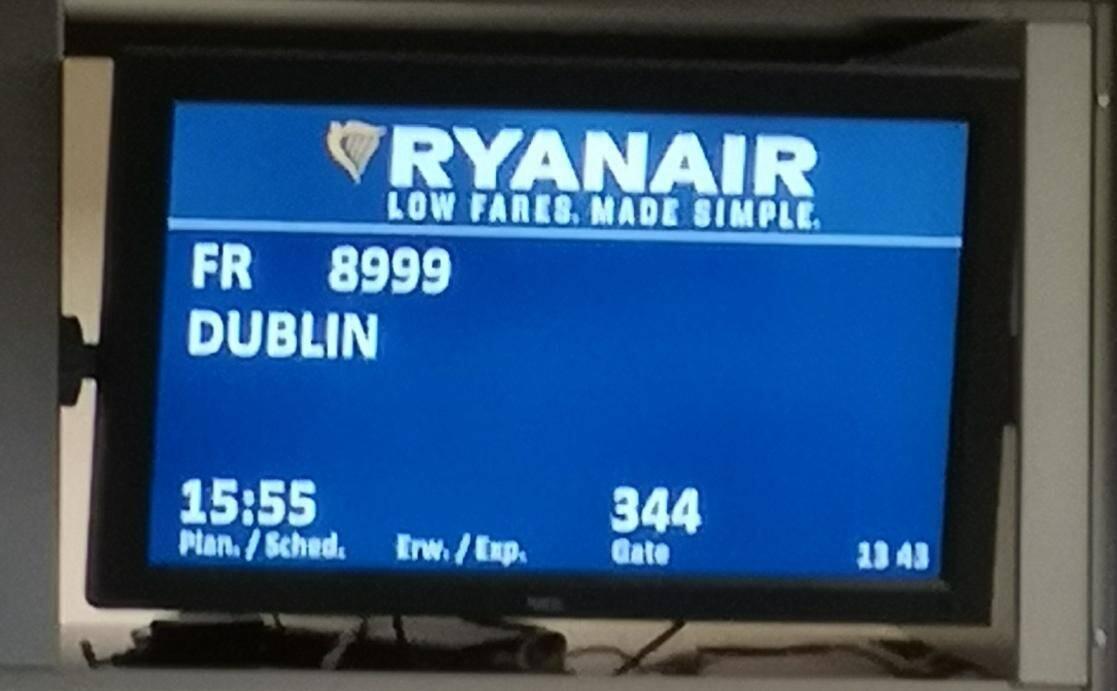 RYANAIR
LOW FARES. MADE SIMPLE.
FR 8999
DUBLIN
15:55 344
Plan. / Sched. Erw. / Exp. Gate 13 43